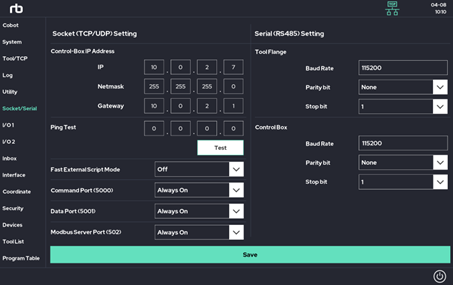 rb
04-08
10:10
Cobot
System
Tool/TCP
Log
Utility
Socket/Serial
I/O 1
I/O 2
Inbox
Interface
Coordinate
Security
Devices
Tool List
Program Table
Socket (TCP/UDP) Setting
Control-Box IP Address
IP 10 . 0 . 2 . 7
Netmask 255 . 255 . 255 . 0
Gateway 10 . 0 . 2 . 1
Ping Test 0 . 0 . 0 . 0
Test
Fast External Script Mode Off
Command Port (5000) Always On
Data Port (5001) Always On
Modbus Server Port (502) Always On
Serial (RS485) Setting
Tool Flange
Baud Rate 115200
Parity bit None
Stop bit 1
Control Box
Baud Rate 115200
Parity bit None
Stop bit 1
Save